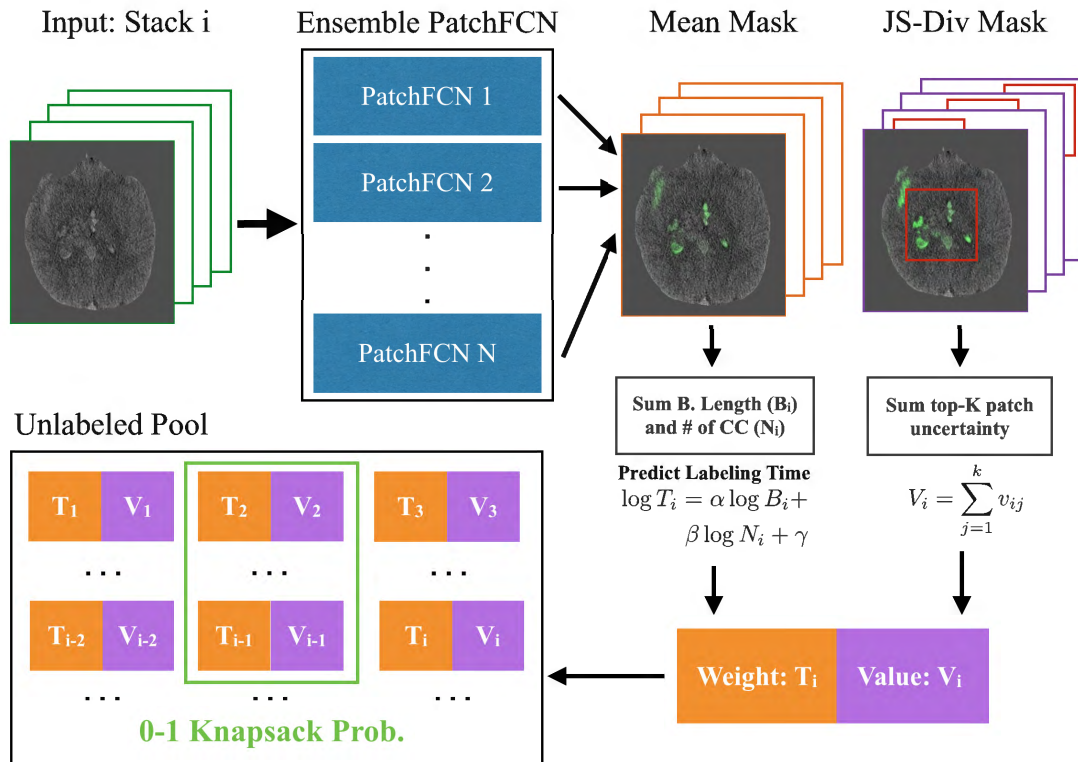 Input: Stack i
Ensemble PatchFCN
Mean Mask
JS-Div Mask
PatchFCN 1
PatchFCN 2
.
.
.
PatchFCN N
Sum B. Length (Bᵢ)
and # of CC (Nᵢ)
Sum top-K patch
uncertainty
Predict Labeling Time
log Tᵢ = α log Bᵢ+
β log Nᵢ + γ
Vᵢ = ∑ⱼ₌₁ᵏ vᵢⱼ
Weight: Tᵢ
Value: Vᵢ
Unlabeled Pool
T₁ V₁ T₂ V₂ T₃ V₃
... ... ...
Tᵢ₋₂ Vᵢ₋₂ Tᵢ₋₁ Vᵢ₋₁ Tᵢ Vᵢ
... ... ...
0-1 Knapsack Prob.